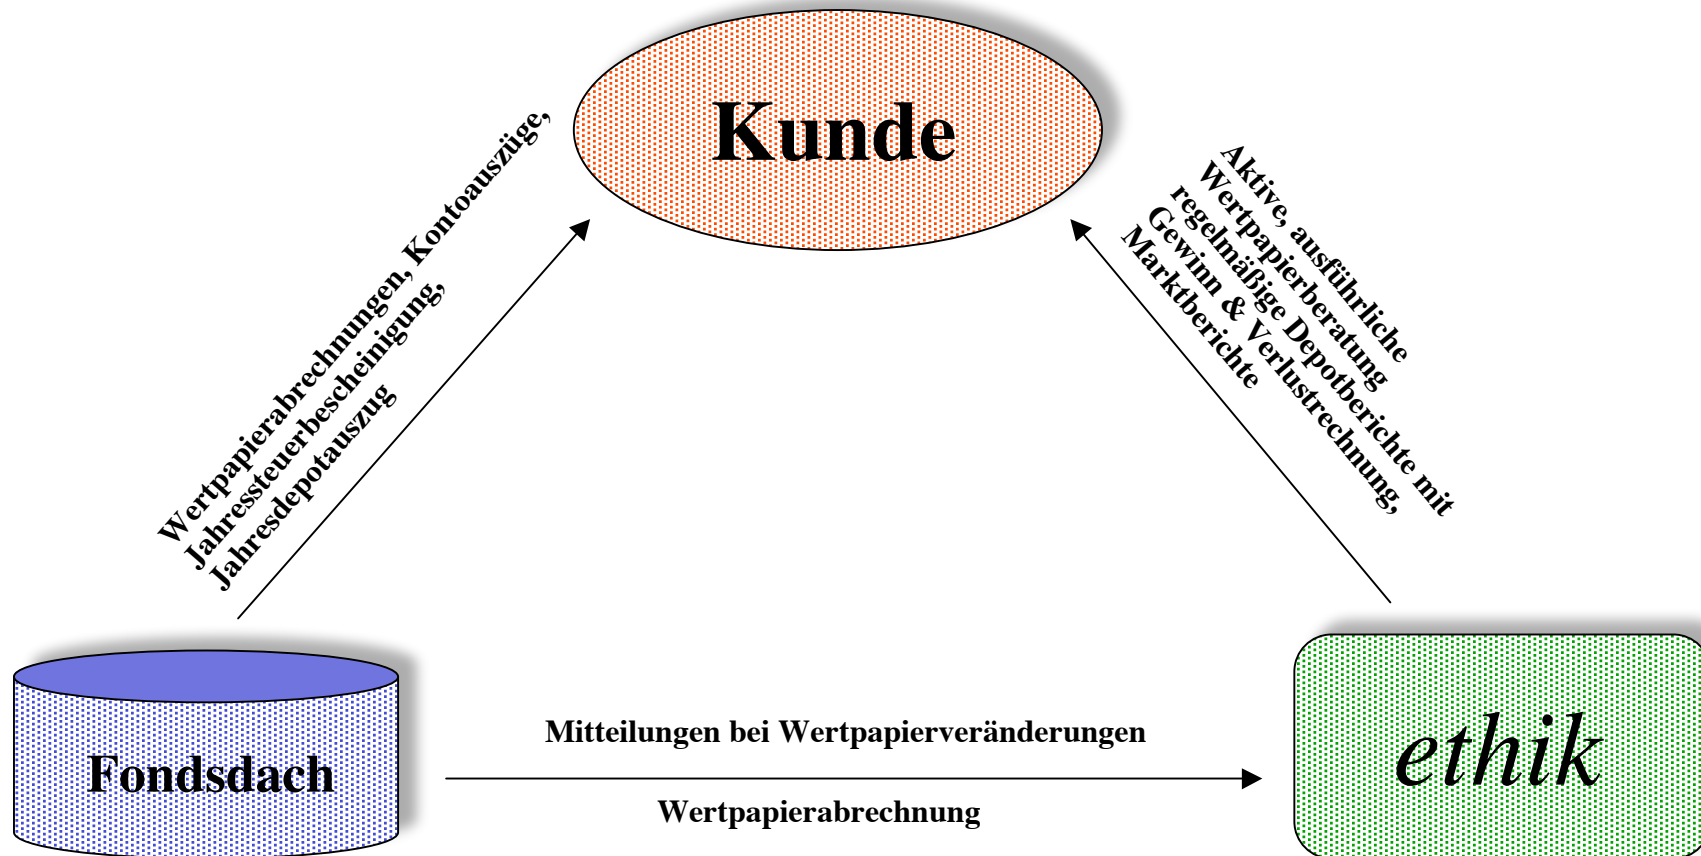 Kunde
Wertpapierabrechnungen, Kontoauszüge,
Jahressteuerbescheinigung,
Jahresdepotauszug
Aktive, ausführliche
Wertpapierberatung
regelmäßige Depotberichte mit
Gewinn & Verlustrechnung,
Marktberichte
Fondsdach
Mitteilungen bei Wertpapierveränderungen
Wertpapierabrechnung
ethik